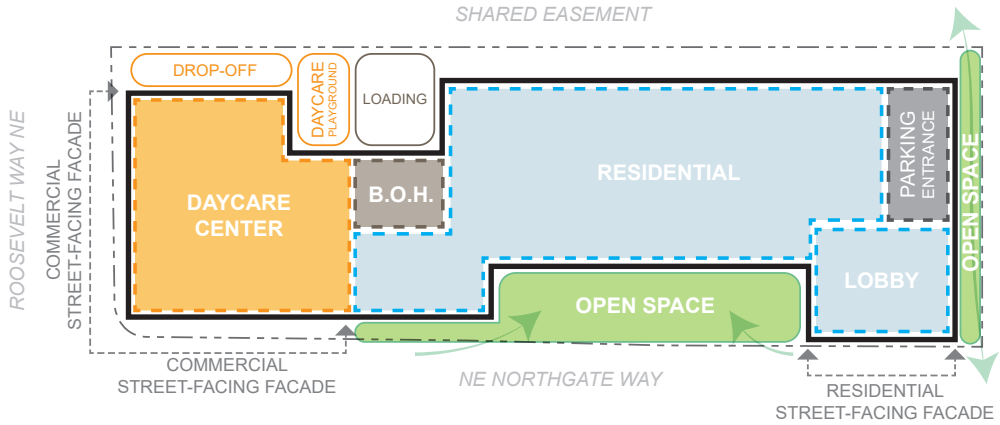 SHARED EASEMENT
DROP-OFF
DAYCARE
PLAYGROUND
LOADING
ROOSEVELT WAY NE
COMMERCIAL
STREET-FACING FACADE
DAYCARE
CENTER
B.O.H.
RESIDENTIAL
PARKING
ENTRANCE
OPEN SPACE
LOBBY
OPEN SPACE
COMMERCIAL
STREET-FACING FACADE
NE NORTHGATE WAY
RESIDENTIAL
STREET-FACING FACADE